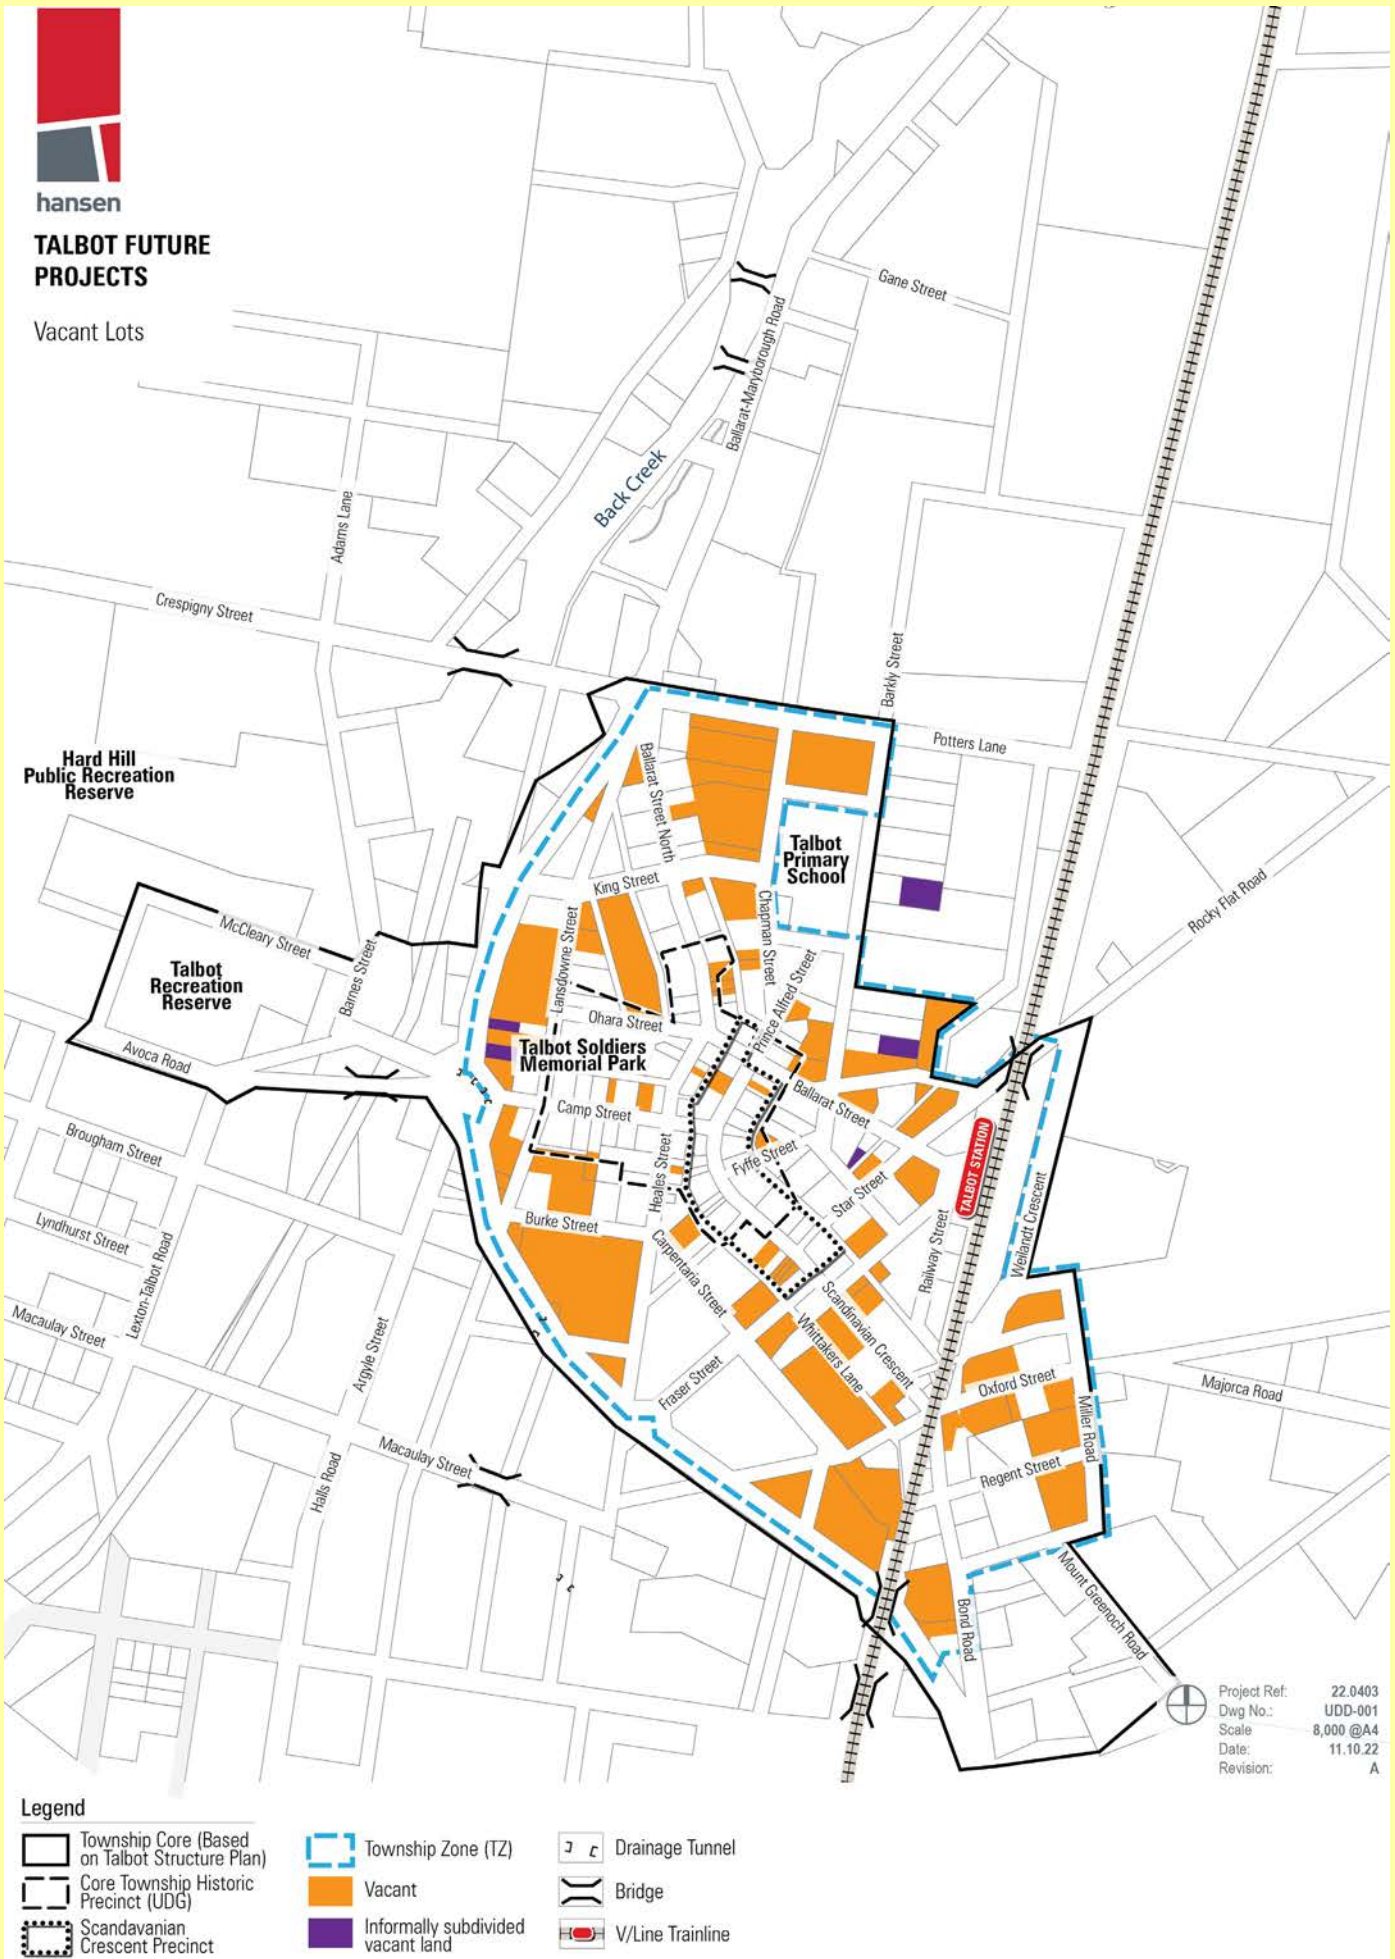 hansen
TALBOT FUTURE
PROJECTS
Vacant Lots
Gane Street
Ballarat-Maryborough Road
Back Creek
Adams Lane
Crespigny Street
Barkly Street
Potters Lane
Hard Hill
Public Recreation
Reserve
Ballarat Street North
Talbot
Primary
School
King Street
Chapman Street
Rocky Flat Road
McCleary Street
Lansdowne Street
Barnes Street
Talbot
Recreation
Reserve
Prince Alfred Street
Ohara Street
Talbot Soldiers
Memorial Park
Avoca Road
Ballarat Street
Camp Street
Brougham Street
Fyffe Street
Heales Street
TALBOT STATION
Star Street
Weilandt Crescent
Lyndhurst Street
Burke Street
Lexton-Talbot Road
Carpentaria Street
Railway Street
Scandinavian Crescent
Whittakers Lane
Macaulay Street
Argyle Street
Fraser Street
Oxford Street
Majorca Road
Miller Road
Macaulay Street
Halls Road
Regent Street
Mount Greenoch Road
Bond Road
Project Ref: 22.0403
Dwg No.: UDD-001
Scale 8,000 @A4
Date: 11.10.22
Revision: A
Legend
Township Core (Based
on Talbot Structure Plan)
Core Township Historic
Precinct (UDG)
Scandavanian
Crescent Precinct
Township Zone (TZ)
Vacant
Informally subdivided
vacant land
Drainage Tunnel
Bridge
V/Line Trainline